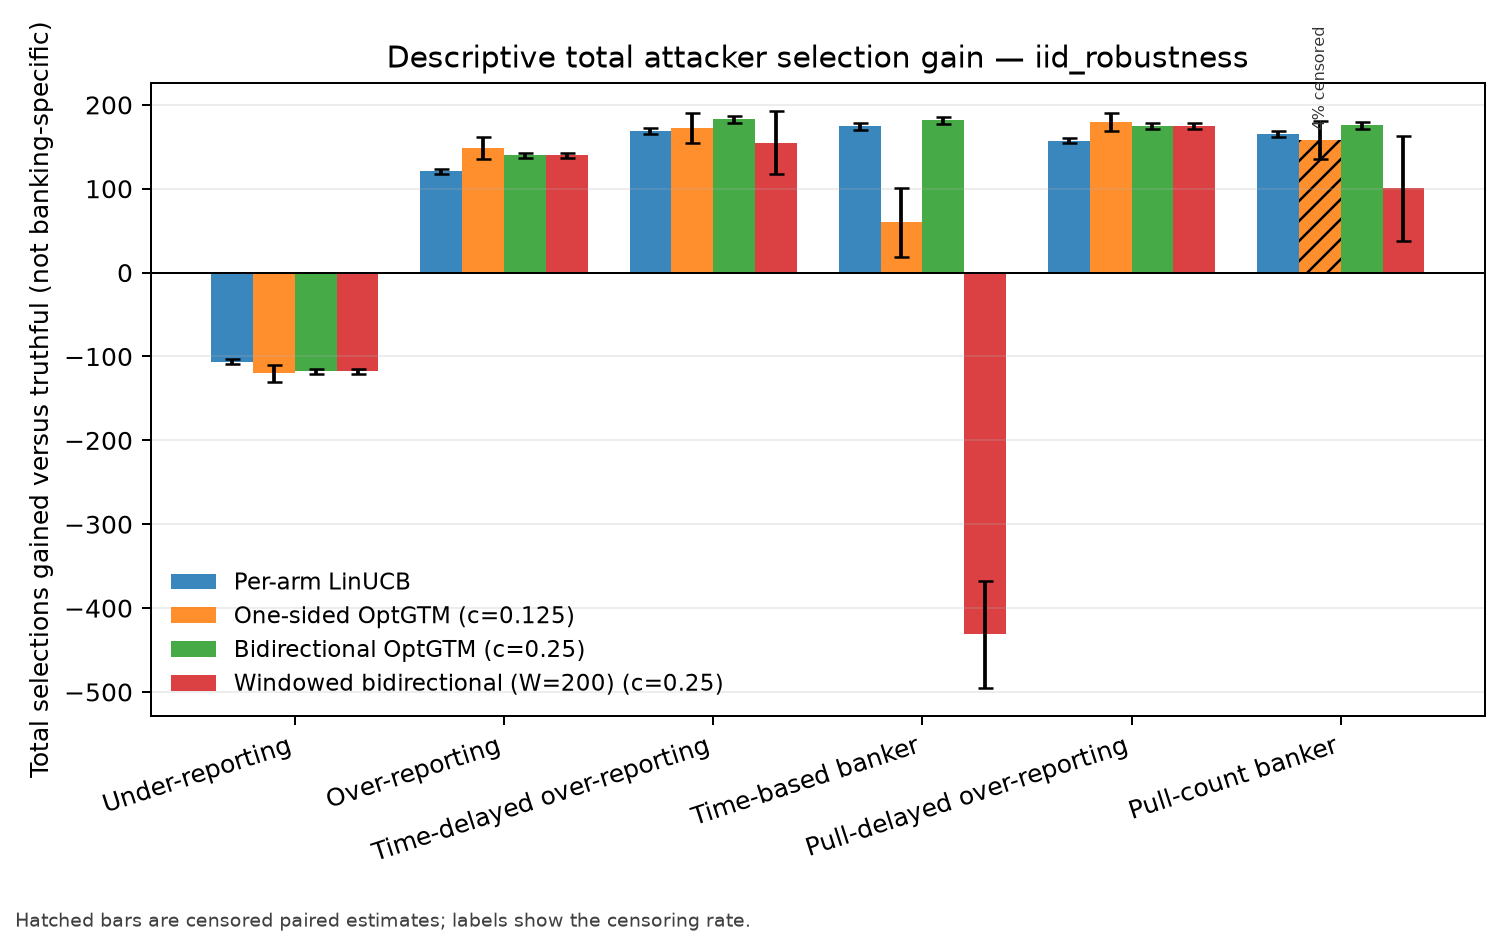 Descriptive total attacker selection gain — iid_robustness
Total selections gained versus truthful (not banking-specific)
200
100
0
−100
−200
−300
−400
−500
4% censored
Per-arm LinUCB
One-sided OptGTM (c=0.125)
Bidirectional OptGTM (c=0.25)
Windowed bidirectional (W=200) (c=0.25)
Under-reporting
Over-reporting
Time-delayed over-reporting
Time-based banker
Pull-delayed over-reporting
Pull-count banker
Hatched bars are censored paired estimates; labels show the censoring rate.